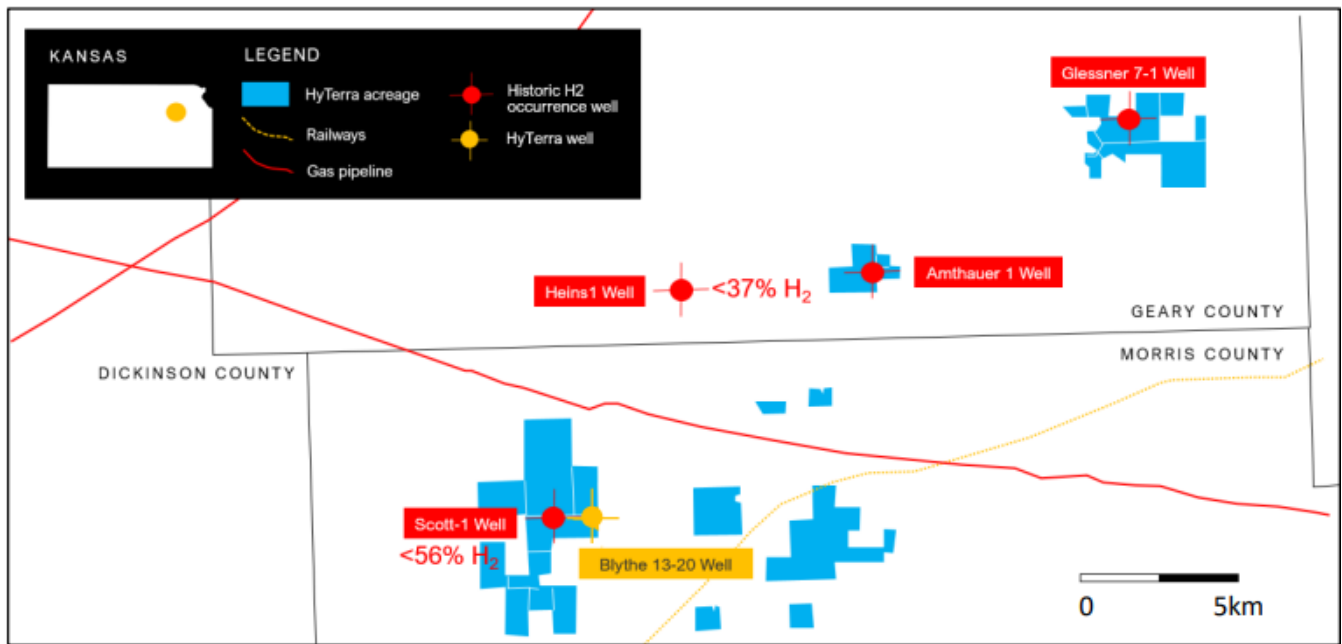 KANSAS
LEGEND
HyTerra acreage
Railways
Gas pipeline
Historic H2
occurrence well
HyTerra well
Glessner 7-1 Well
Heins1 Well
<37% H₂
Amthauer 1 Well
GEARY COUNTY
MORRIS COUNTY
DICKINSON COUNTY
Scott-1 Well
<56% H₂
Blythe 13-20 Well
0
5km